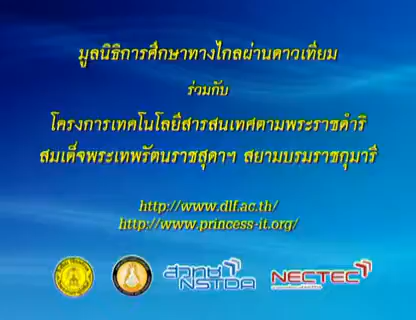 มูลนิธิการศึกษาทางไกลผ่านดาวเทียม
ร่วมกับ
โครงการเทคโนโลยีสารสนเทศตามพระราชดำริ
สมเด็จพระเทพรัตนราชสุดาฯ สยามบรมราชกุมารี
http://www.dlf.ac.th/
http://www.princess-it.org/
สวทช
NSTDA
NECTEC